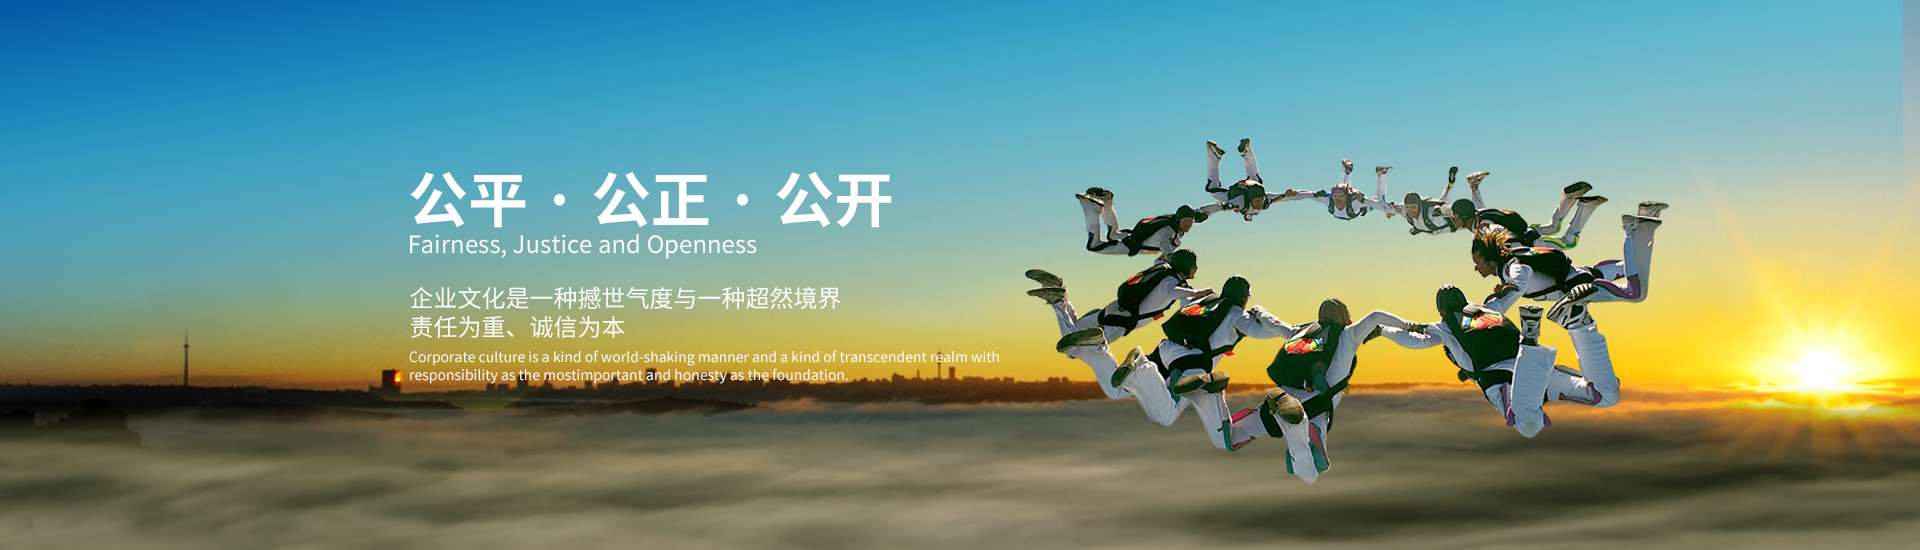 公平·公正·公开
Fairness, Justice and Openness
企业文化是一种撼世气度与一种超然境界
责任为重、诚信为本
Corporate culture is a kind of world-shaking manner and a kind of transcendent realm with
responsibility as the mostimportant and honesty as the foundation.